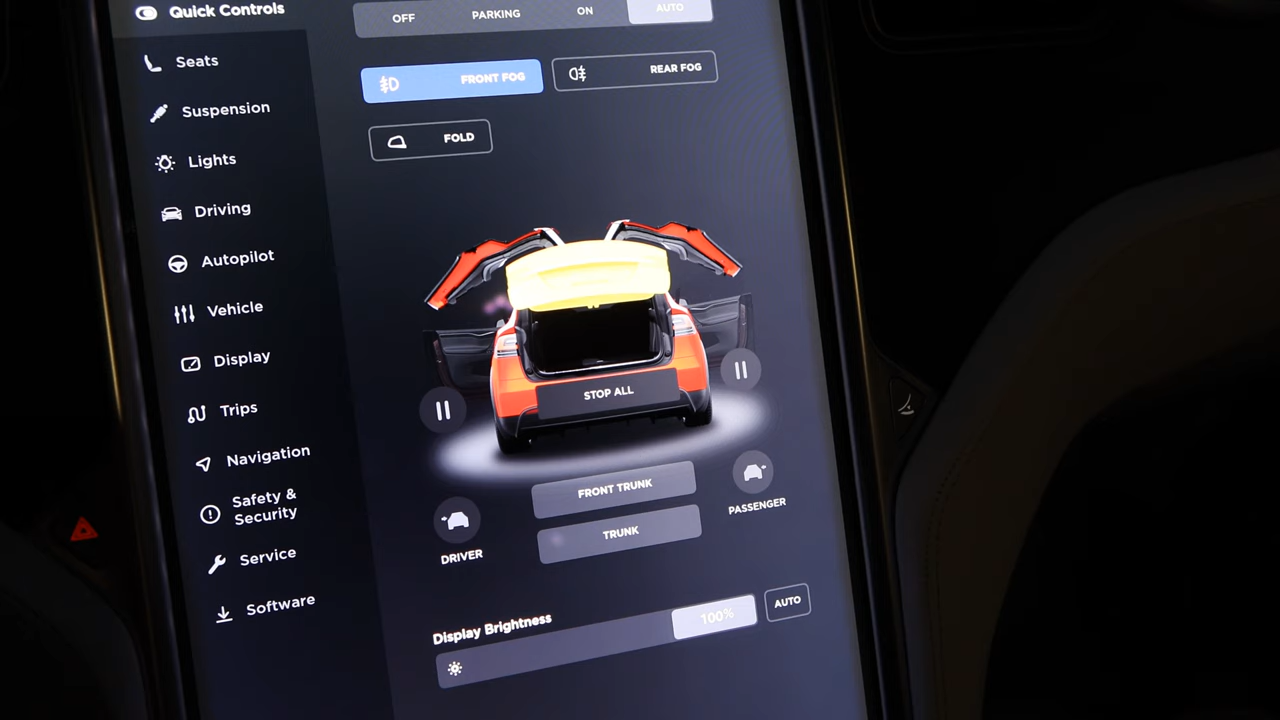 Quick Controls
Seats
Suspension
Lights
Driving
Autopilot
Vehicle
Display
Trips
Navigation
Safety &
Security
Service
Software
OFF PARKING ON AUTO
FRONT FOG REAR FOG
FOLD
STOP ALL
FRONT TRUNK
TRUNK
DRIVER
PASSENGER
Display Brightness
100% AUTO